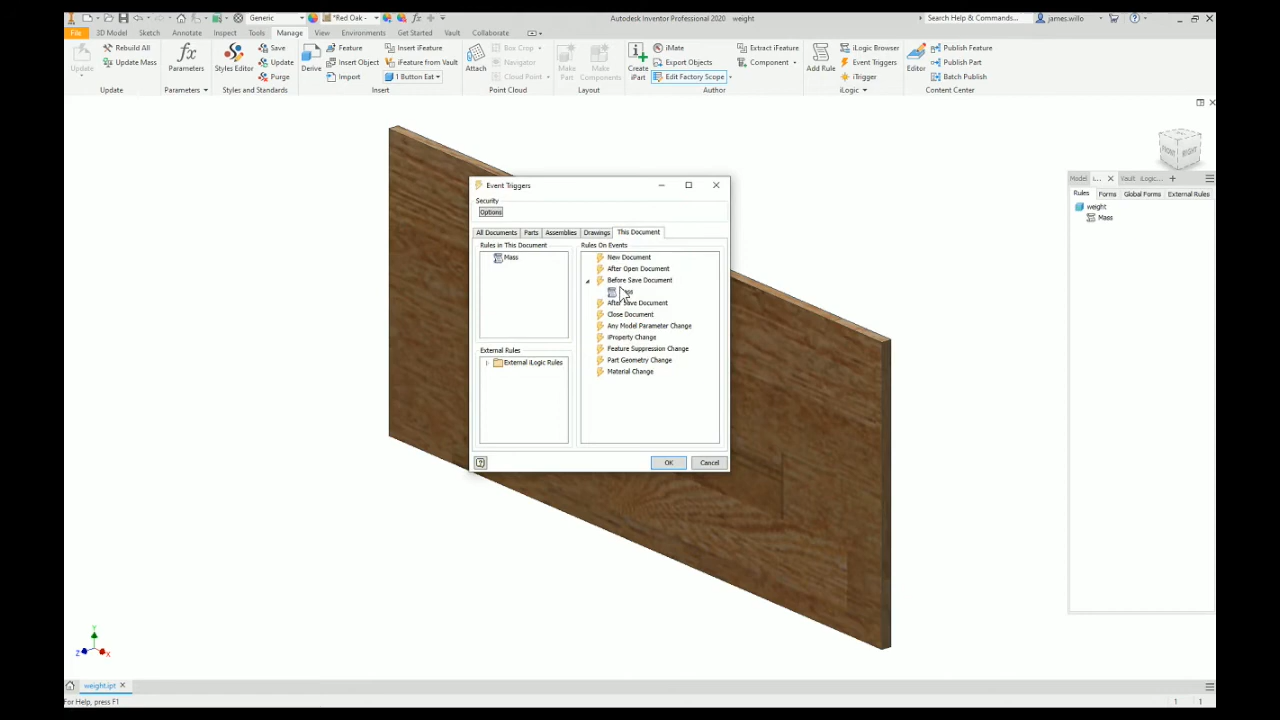 Generic
*Red Oak
Autodesk Inventor Professional 2020 weight
Search Help & Commands...
james.willo
File 3D Model Sketch Annotate Inspect Tools Manage View Environments Get Started Vault Collaborate
Update
Rebuild All
Update Mass
Update
Parameters
Parameters
Styles Editor
Save
Update
Purge
Styles and Standards
Derive
Feature
Insert Object
Import
Insert iFeature
iFeature from Vault
1 Button Eat
Insert
Attach
Box Crop
Navigator
Cloud Point
Point Cloud
Make Part
Make Components
Layout
Create iPart
iMate
Export Objects
Edit Factory Scope
Extract iFeature
Component
Author
Add Rule
iLogic Browser
Event Triggers
iTrigger
iLogic
Editor
Publish Feature
Publish Part
Batch Publish
Content Center
FRONT RIGHT
Model i... Vault iLogic...
Rules Forms Global Forms External Rules
weight
Mass
Event Triggers
Security
Options
All Documents Parts Assemblies Drawings This Document
Rules in This Document
Mass
External Rules
External iLogic Rules
Rules On Events
New Document
After Open Document
Before Save Document
After Save Document
Close Document
Any Model Parameter Change
iProperty Change
Feature Suppression Change
Part Geometry Change
Material Change
OK Cancel
Y
Z X
weight.ipt
For Help, press F1
1 1